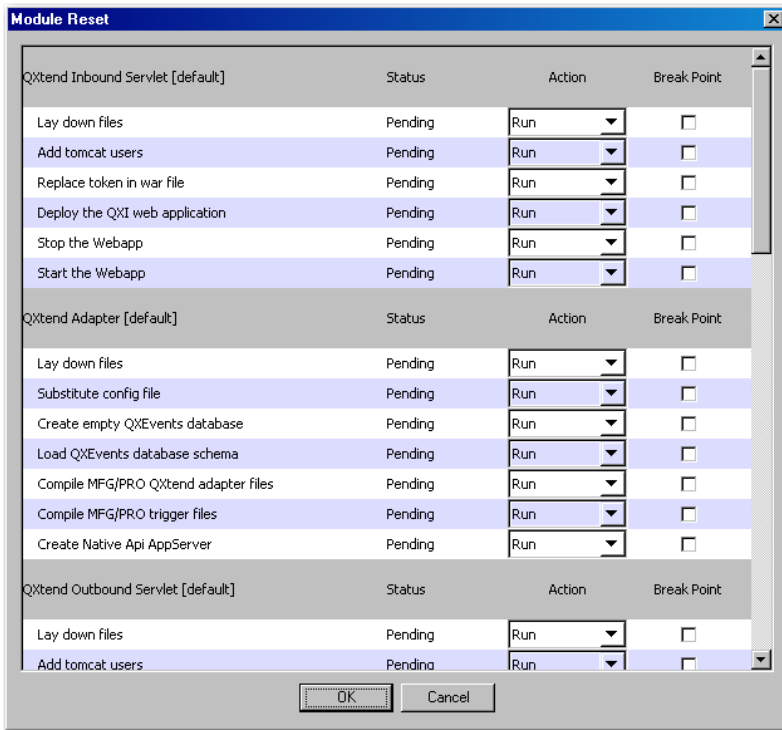 Module Reset
QXtend Inbound Servlet [default] Status Action Break Point
Lay down files Pending Run
Add tomcat users Pending Run
Replace token in war file Pending Run
Deploy the QXI web application Pending Run
Stop the Webapp Pending Run
Start the Webapp Pending Run
QXtend Adapter [default] Status Action Break Point
Lay down files Pending Run
Substitute config file Pending Run
Create empty QXEvents database Pending Run
Load QXEvents database schema Pending Run
Compile MFG/PRO QXtend adapter files Pending Run
Compile MFG/PRO trigger files Pending Run
Create Native Api AppServer Pending Run
QXtend Outbound Servlet [default] Status Action Break Point
Lay down files Pending Run
Add tomcat users Pending Run
OK Cancel